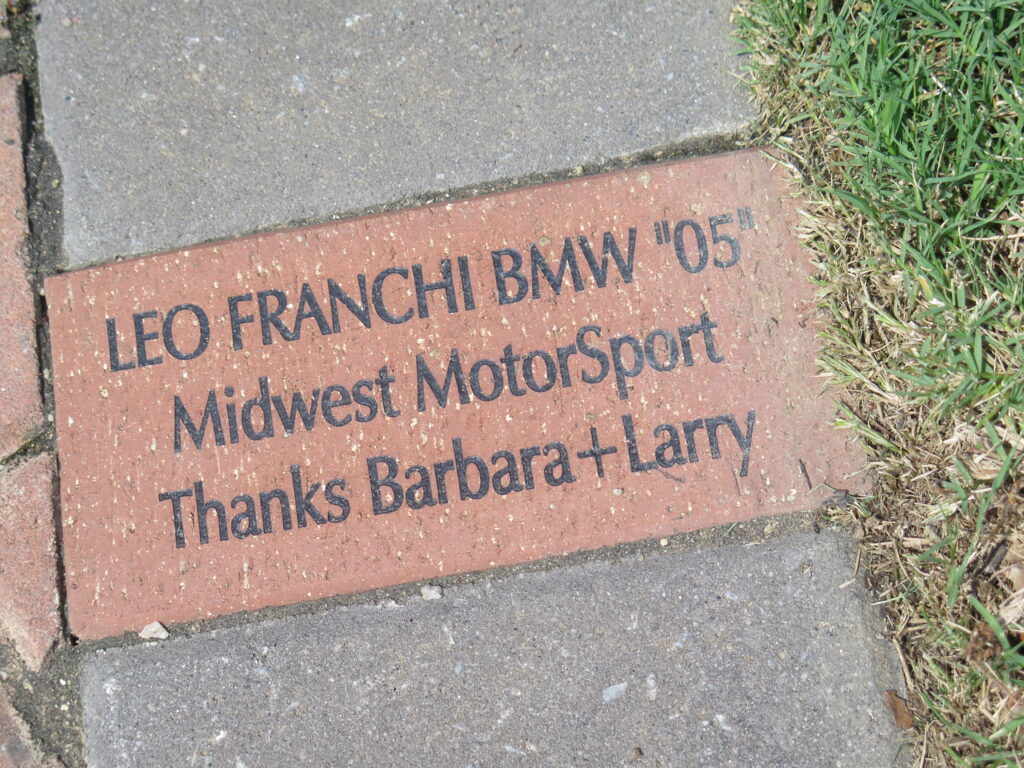 LEO FRANCHI BMW "05"
Midwest MotorSport
Thanks Barbara+Larry